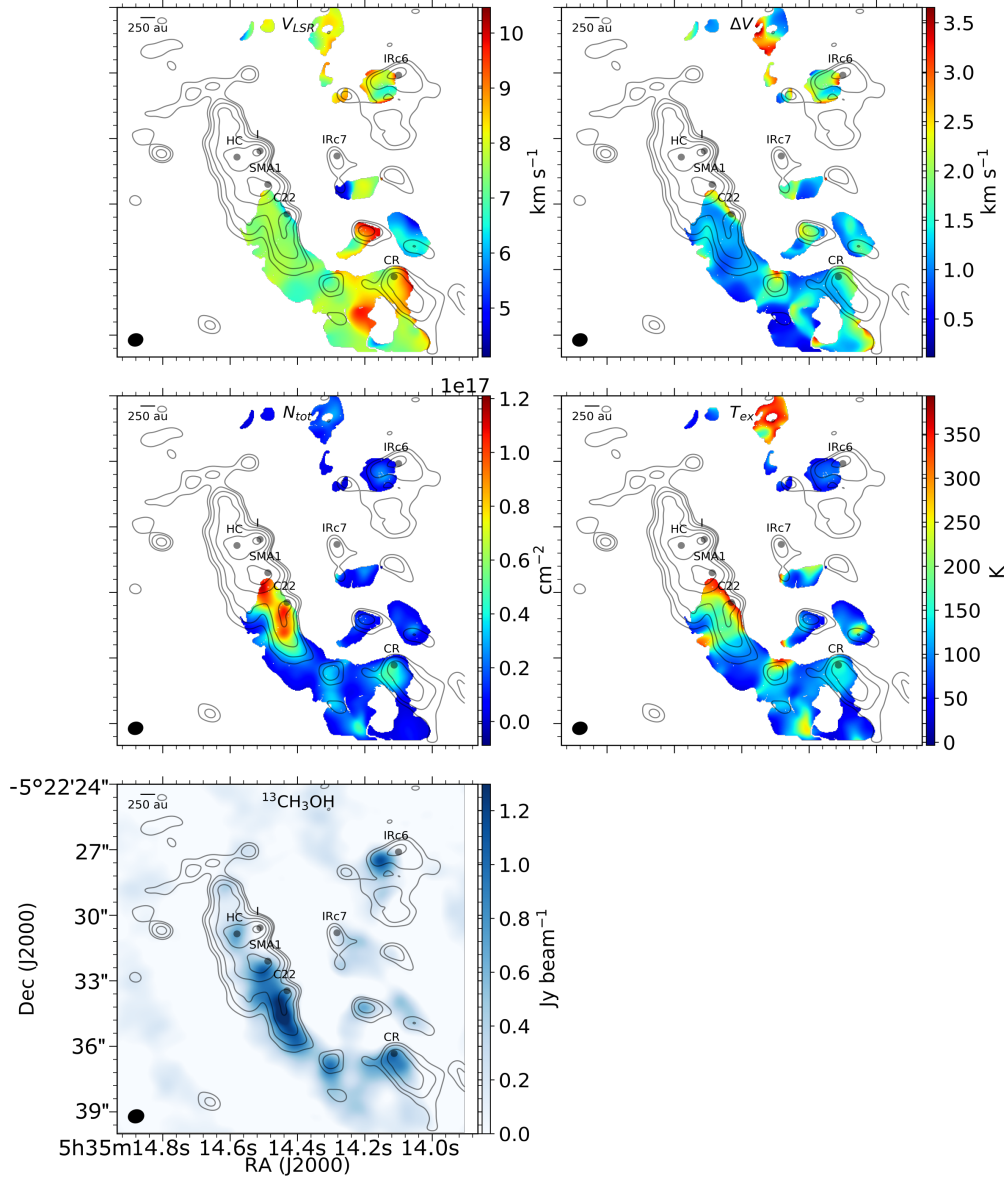 250 au
V_LSR
IRc6
HC
I
IRc7
SMA1
C22
CR
10
9
8
7
6
5
km s⁻¹
250 au
ΔV
IRc6
HC
I
IRc7
SMA1
C22
CR
3.5
3.0
2.5
2.0
1.5
1.0
0.5
km s⁻¹
1e17
250 au
N_tot
IRc6
HC
I
IRc7
SMA1
C22
CR
1.2
1.0
0.8
0.6
0.4
0.2
0.0
cm⁻²
250 au
T_ex
IRc6
HC
I
IRc7
SMA1
C22
CR
350
300
250
200
150
100
50
0
K
-5°22'24"
27"
30"
33"
36"
39"
Dec (J2000)
250 au
¹³CH₃OH
IRc6
HC
I
IRc7
SMA1
C22
CR
1.2
1.0
0.8
0.6
0.4
0.2
0.0
Jy beam⁻¹
5h35m14.8s 14.6s 14.4s 14.2s 14.0s
RA (J2000)